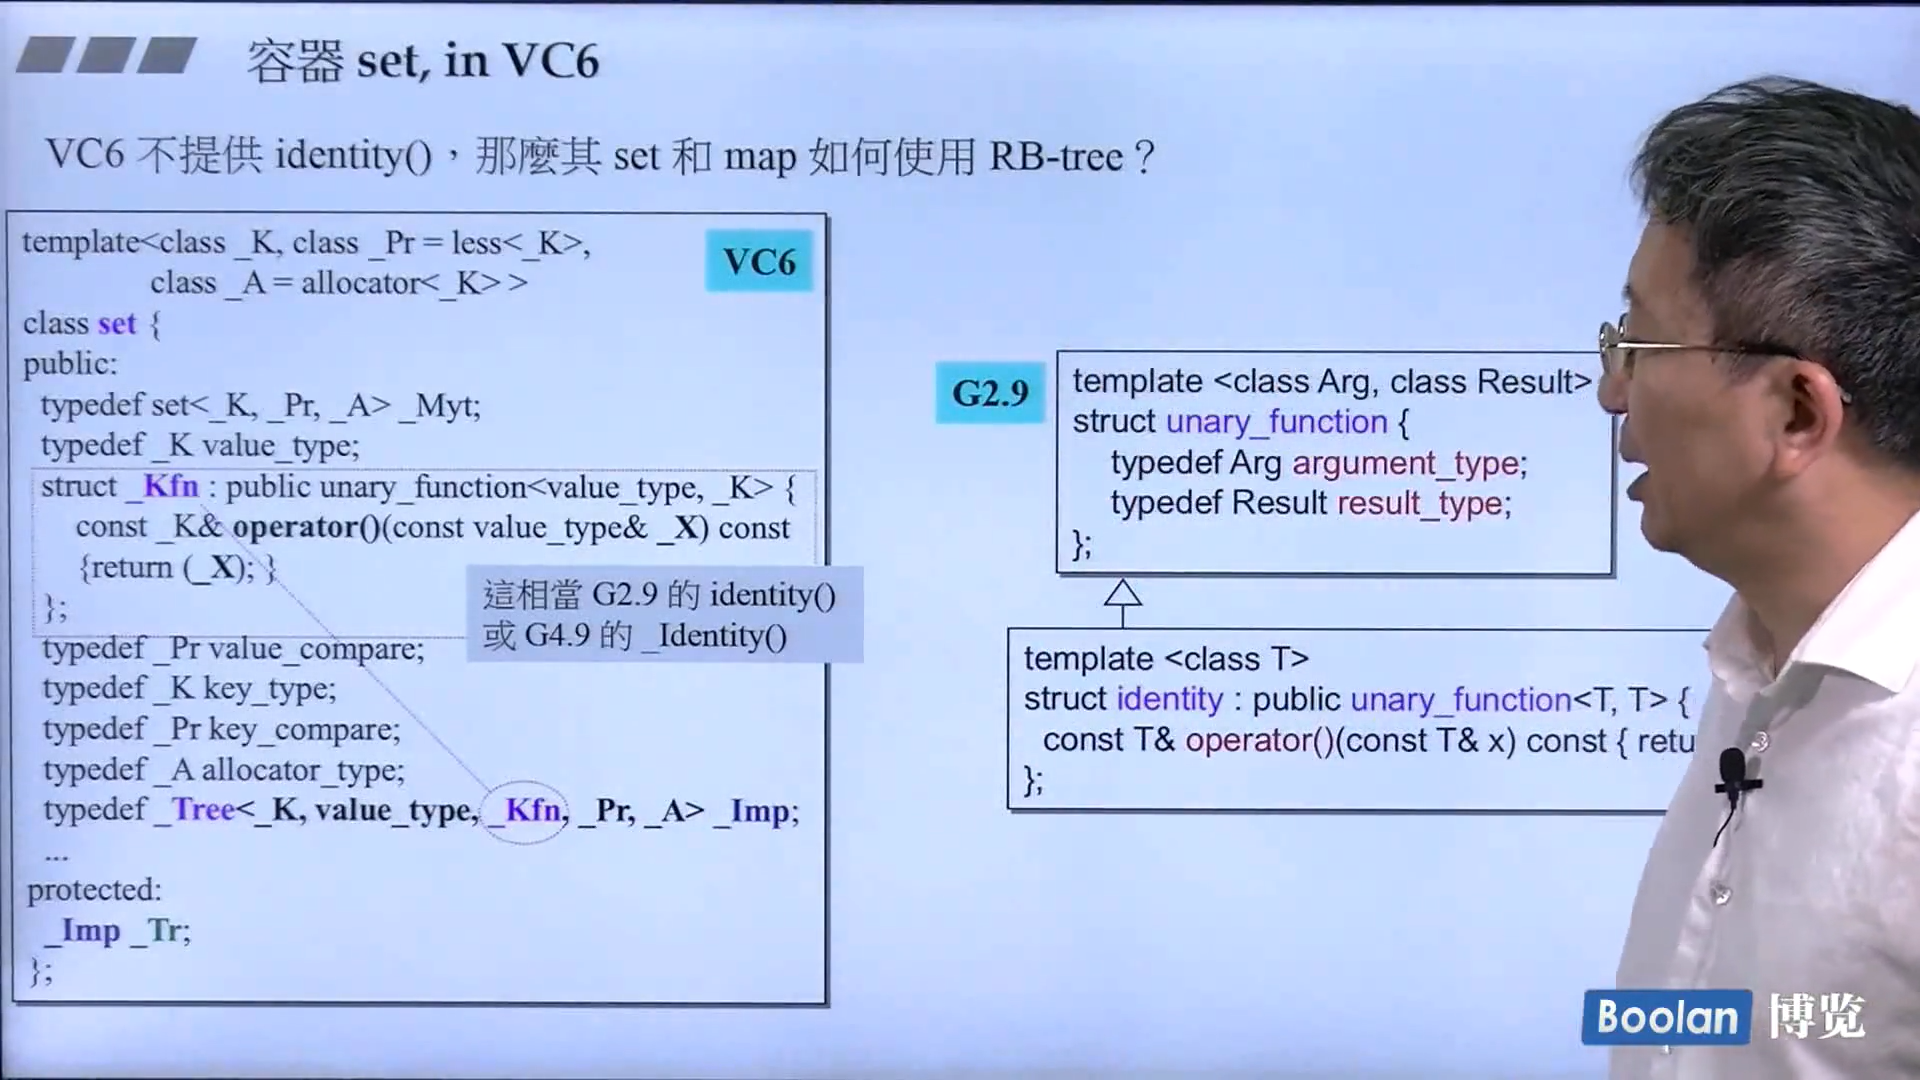 容器 set, in VC6
VC6 不提供 identity()，那麼其 set 和 map 如何使用 RB-tree？
VC6
template<class _K, class _Pr = less<_K>,
class _A = allocator<_K> >
class set {
public:
typedef set<_K, _Pr, _A> _Myt;
typedef _K value_type;
struct _Kfn : public unary_function<value_type, _K> {
const _K& operator()(const value_type& _X) const
{return (_X); }
};
這相當 G2.9 的 identity()
或 G4.9 的 _Identity()
typedef _Pr value_compare;
typedef _K key_type;
typedef _Pr key_compare;
typedef _A allocator_type;
typedef _Tree<_K, value_type, _Kfn, _Pr, _A> _Imp;
...
protected:
_Imp _Tr;
};
G2.9
template <class Arg, class Result>
struct unary_function {
typedef Arg argument_type;
typedef Result result_type;
};
template <class T>
struct identity : public unary_function<T, T> {
const T& operator()(const T& x) const { retu
};
Boolan 博览